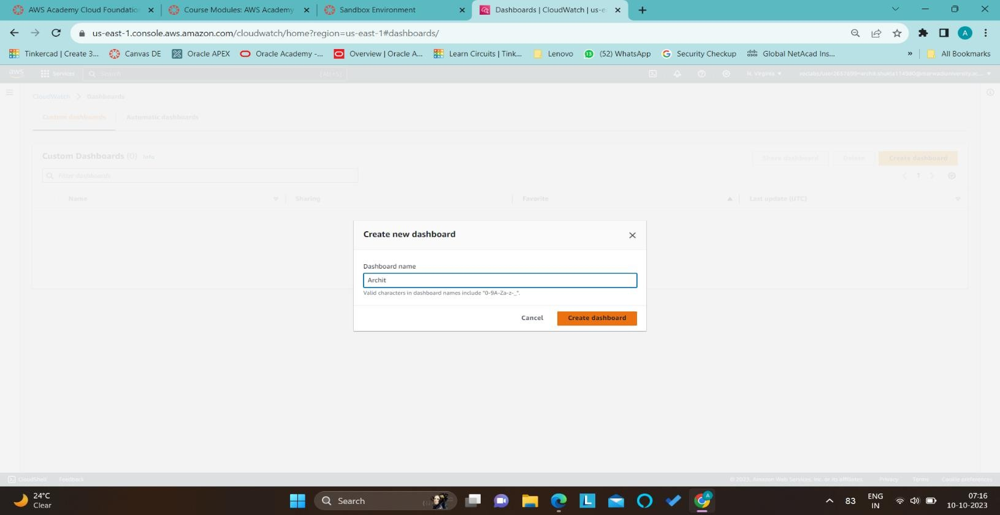 AWS Academy Cloud Foundatio
Course Modules: AWS Academy
Sandbox Environment
Dashboards | CloudWatch | us-e
us-east-1.console.aws.amazon.com/cloudwatch/home?region=us-east-1#dashboards/
A
Tinkercad | Create 3...
Canvas DE
Oracle APEX
Oracle Academy -...
Overview | Oracle A...
Learn Circuits | Tink...
Lenovo
(52) WhatsApp
Security Checkup
Global NetAcad Ins...
»
All Bookmarks
aws
Services
Search
[Alt+S]
N. Virginia
CloudWatch
Dashboards
Custom dashboards
Automatic dashboards
Custom Dashboards (0)
Info
Share dashboard
Delete
Create dashboard
Filter dashboards
1
Name
Sharing
Favorite
Last update (UTC)
Create new dashboard
Dashboard name
Archit
Valid characters in dashboard names include "0-9A-Za-z-_".
Cancel
Create dashboard
CloudShell
Feedback
© 2023, Amazon Web Services, Inc. or its affiliates.
Privacy
Terms
Cookie preferences
24°C
Clear
Search
L
A
83
ENG
IN
07:16
10-10-2023